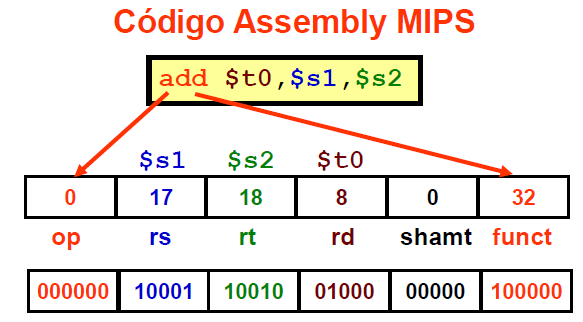 Código Assembly MIPS
add $t0,$s1,$s2
$s1 $s2 $t0
0 17 18 8 0 32
op rs rt rd shamt funct
000000 10001 10010 01000 00000 100000